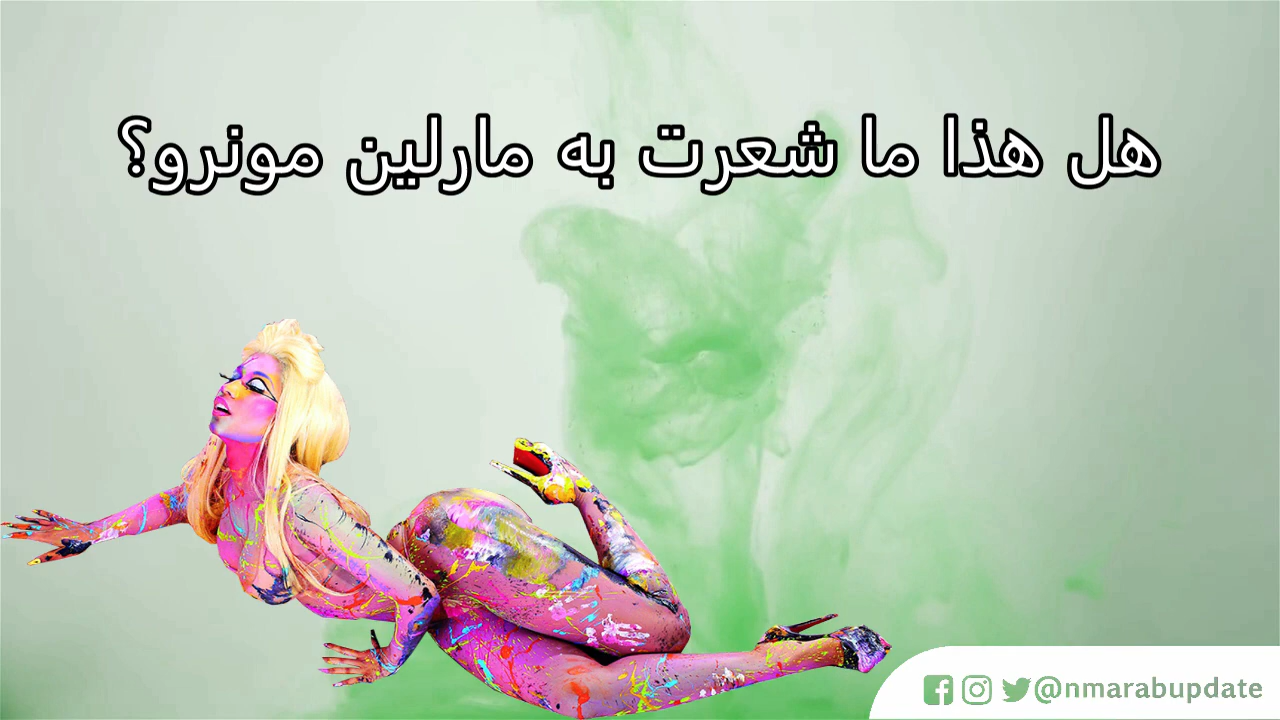 هل هذا ما شعرت به مارلين مونرو؟
@nmarabupdate